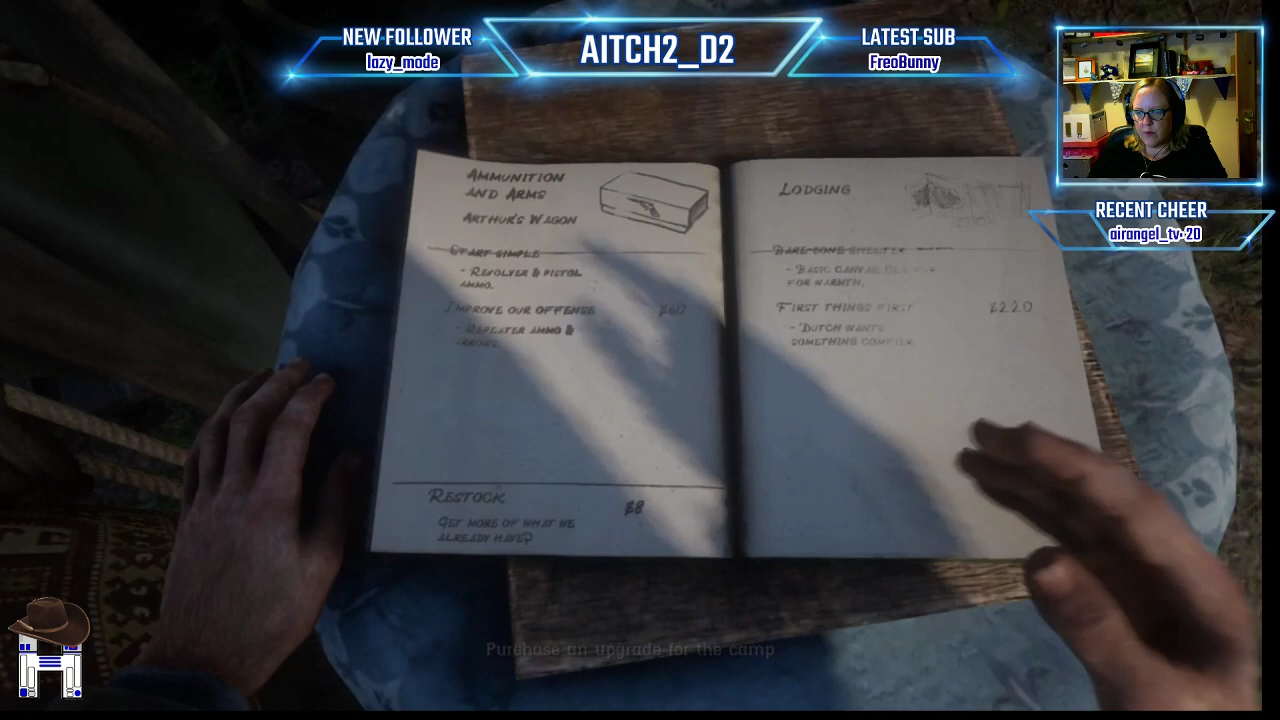 NEW FOLLOWER
lazy_mode
AITCH2_D2
LATEST SUB
FreoBunny
RECENT CHEER
airangel_tv 20
AMMUNITION
AND ARMS
ARTHUR'S WAGON
START SIMPLE
- REVOLVER & PISTOL
AMMO.
IMPROVE OUR OFFENSE $60
- REPEATER AMMO &
ARROWS.
RESTOCK $8
GET MORE OF WHAT WE
ALREADY HAVE?
LODGING
BARE-BONE SHELTER
- BASIC CANVAS
FOR WARMTH.
FIRST THINGS FIRST $220
- DUTCH WANTS
SOMETHING COMFIER.
Purchase an upgrade for the camp